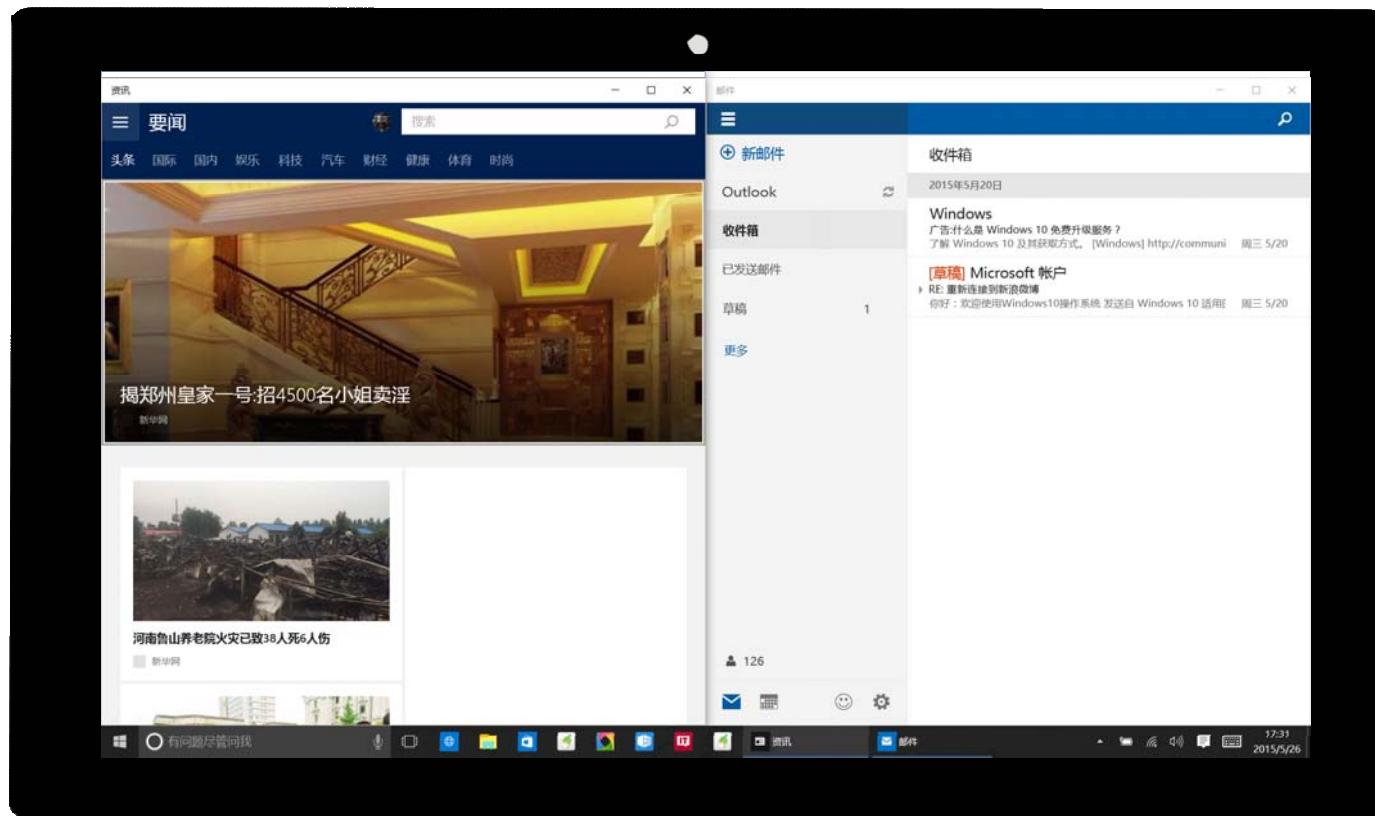 资讯
要闻
搜索
头条 国际 国内 娱乐 科技 汽车 财经 健康 体育 时尚
揭郑州皇家一号:招4500名小姐卖淫
新华网
河南鲁山养老院火灾已致38人死6人伤
新华网
邮件
新邮件
Outlook
收件箱
已发送邮件
草稿 1
更多
126
收件箱
2015年5月20日
Windows
广告:什么是 Windows 10 免费升级服务？
了解 Windows 10 及其获取方式。 [Windows] http://communi 周三 5/20
[草稿] Microsoft 帐户
RE: 重新连接到新浪微博
你好：欢迎使用Windows10操作系统 发送自 Windows 10 适用 周三 5/20
有问题尽管问我
资讯
邮件
17:31
2015/5/26